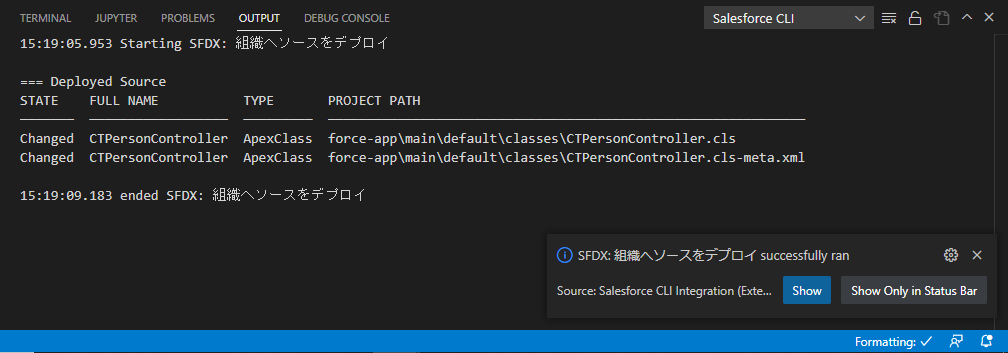 TERMINAL JUPYTER PROBLEMS OUTPUT DEBUG CONSOLE Salesforce CLI
15:19:05.953 Starting SFDX: 組織へソースをデプロイ
=== Deployed Source
STATE FULL NAME TYPE PROJECT PATH
Changed CTPersonController ApexClass force-app\main\default\classes\CTPersonController.cls
Changed CTPersonController ApexClass force-app\main\default\classes\CTPersonController.cls-meta.xml
15:19:09.183 ended SFDX: 組織へソースをデプロイ
SFDX: 組織へソースをデプロイ successfully ran
Source: Salesforce CLI Integration (Exte... Show Show Only in Status Bar
Formatting: ✓